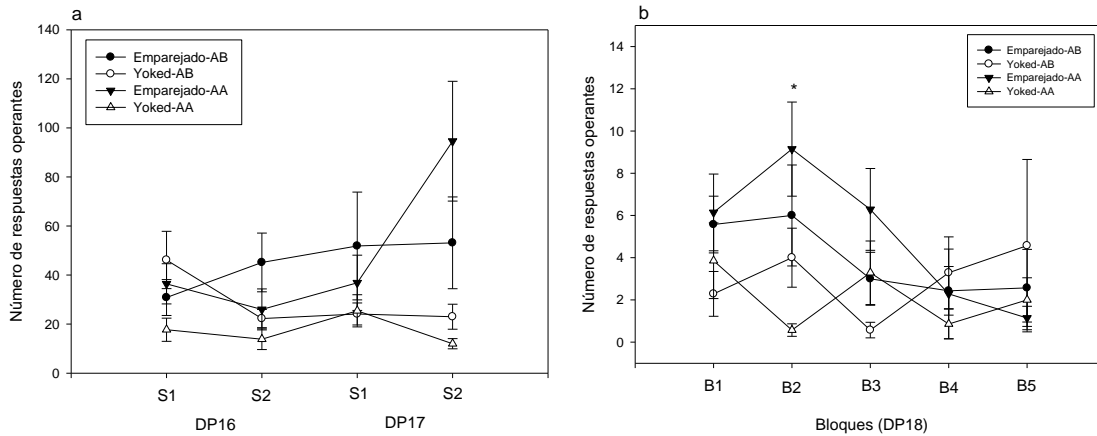 a
Número de respuestas operantes
140
120
100
80
60
40
20
0
Emparejado-AB
Yoked-AB
Emparejado-AA
Yoked-AA
S1 S2 S1 S2
DP16 DP17
b
Número de respuestas operantes
14
12
10
8
6
4
2
0
*
Emparejado-AB
Yoked-AB
Emparejado-AA
Yoked-AA
B1 B2 B3 B4 B5
Bloques (DP18)